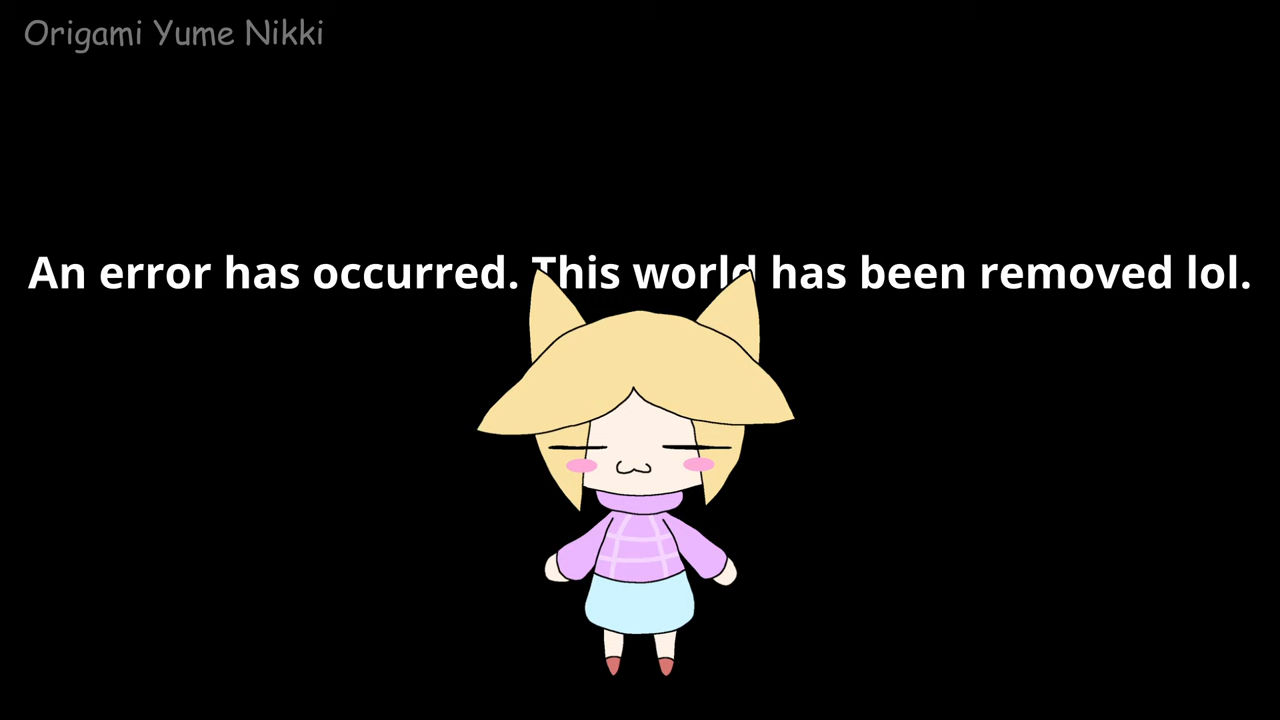 Origami Yume Nikki
An error has occurred. This world has been removed lol.